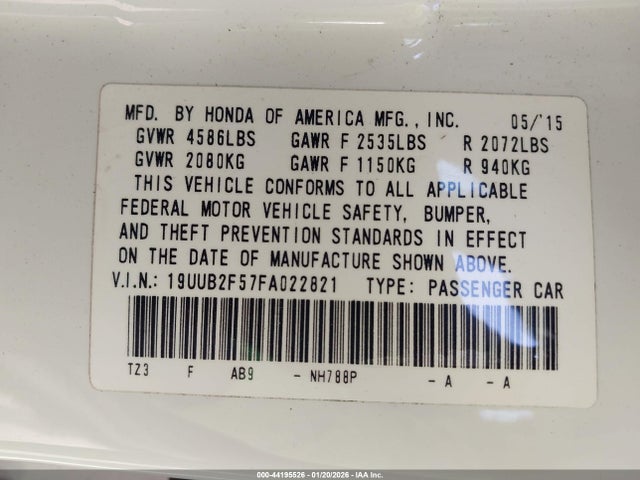 MFD. BY HONDA OF AMERICA MFG., INC. 05/'15
GVWR 4586LBS GAWR F 2535LBS R 2072LBS
GVWR 2080KG GAWR F 1150KG R 940KG
THIS VEHICLE CONFORMS TO ALL APPLICABLE
FEDERAL MOTOR VEHICLE SAFETY, BUMPER,
AND THEFT PREVENTION STANDARDS IN EFFECT
ON THE DATE OF MANUFACTURE SHOWN ABOVE.
V.I.N.: 19UUB2F57FA022821 TYPE: PASSENGER CAR
TZ3 F AB9 - NH788P - A - A
000-44195526 - 01/20/2026 - IAA Inc.